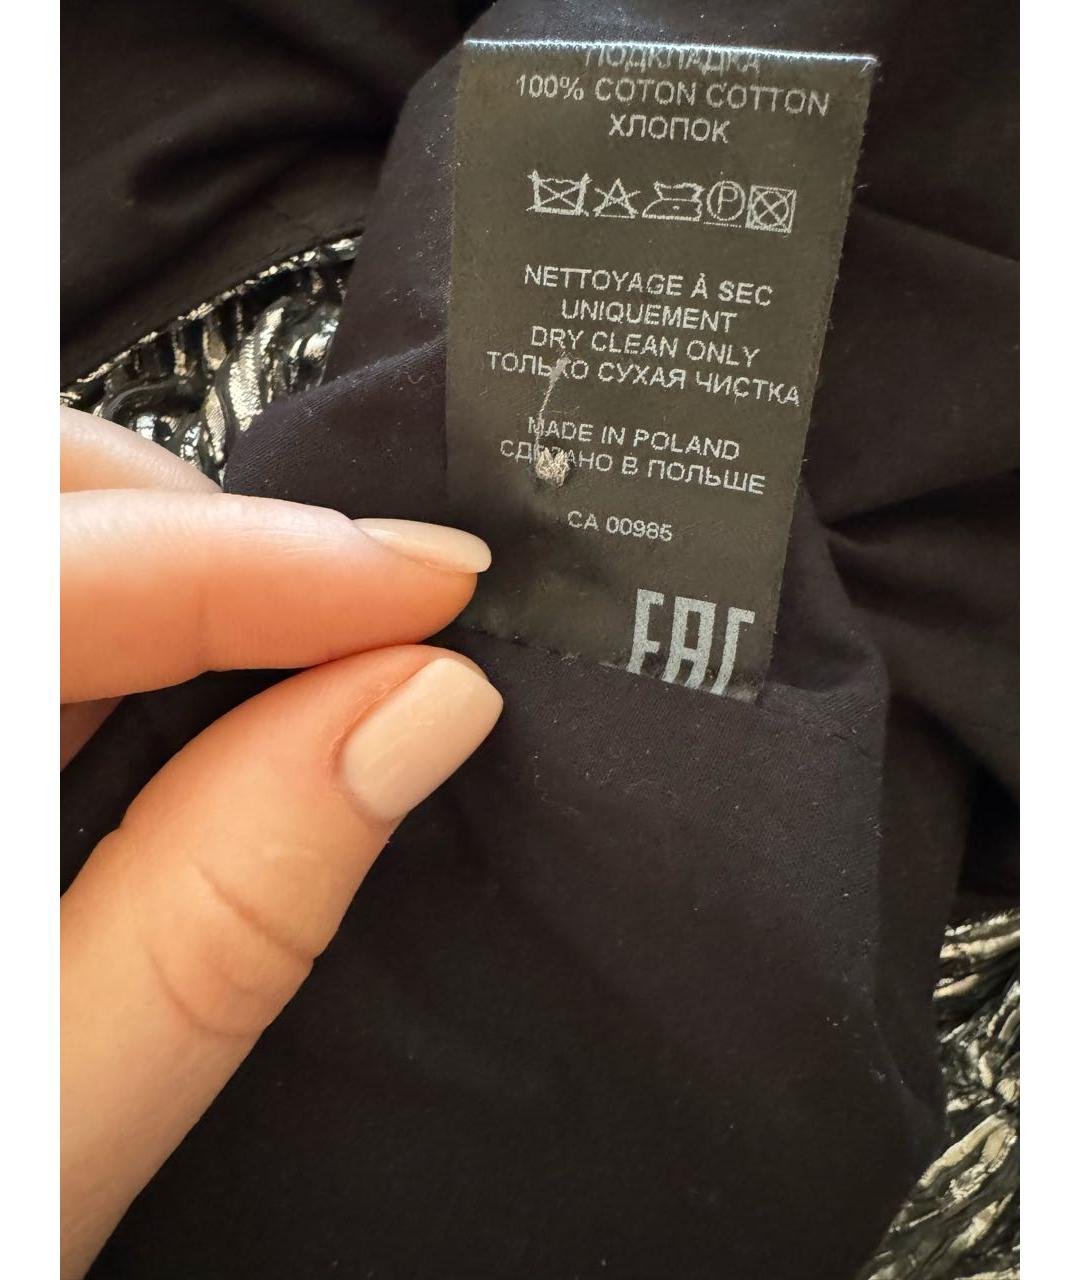 ПОДКЛАДКА
100% COTON COTTON
ХЛОПОК
P
NETTOYAGE À SEC
UNIQUEMENT
DRY CLEAN ONLY
ТОЛЬКО СУХАЯ ЧИСТКА
MADE IN POLAND
СДЕЛАНО В ПОЛЬШЕ
CA 00985
EAC